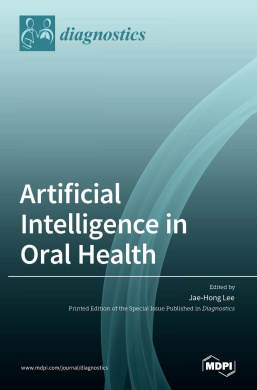 diagnostics
Artificial
Intelligence in
Oral Health
Edited by
Jae-Hong Lee
Printed Edition of the Special Issue Published in Diagnostics
www.mdpi.com/journal/diagnostics
MDPI